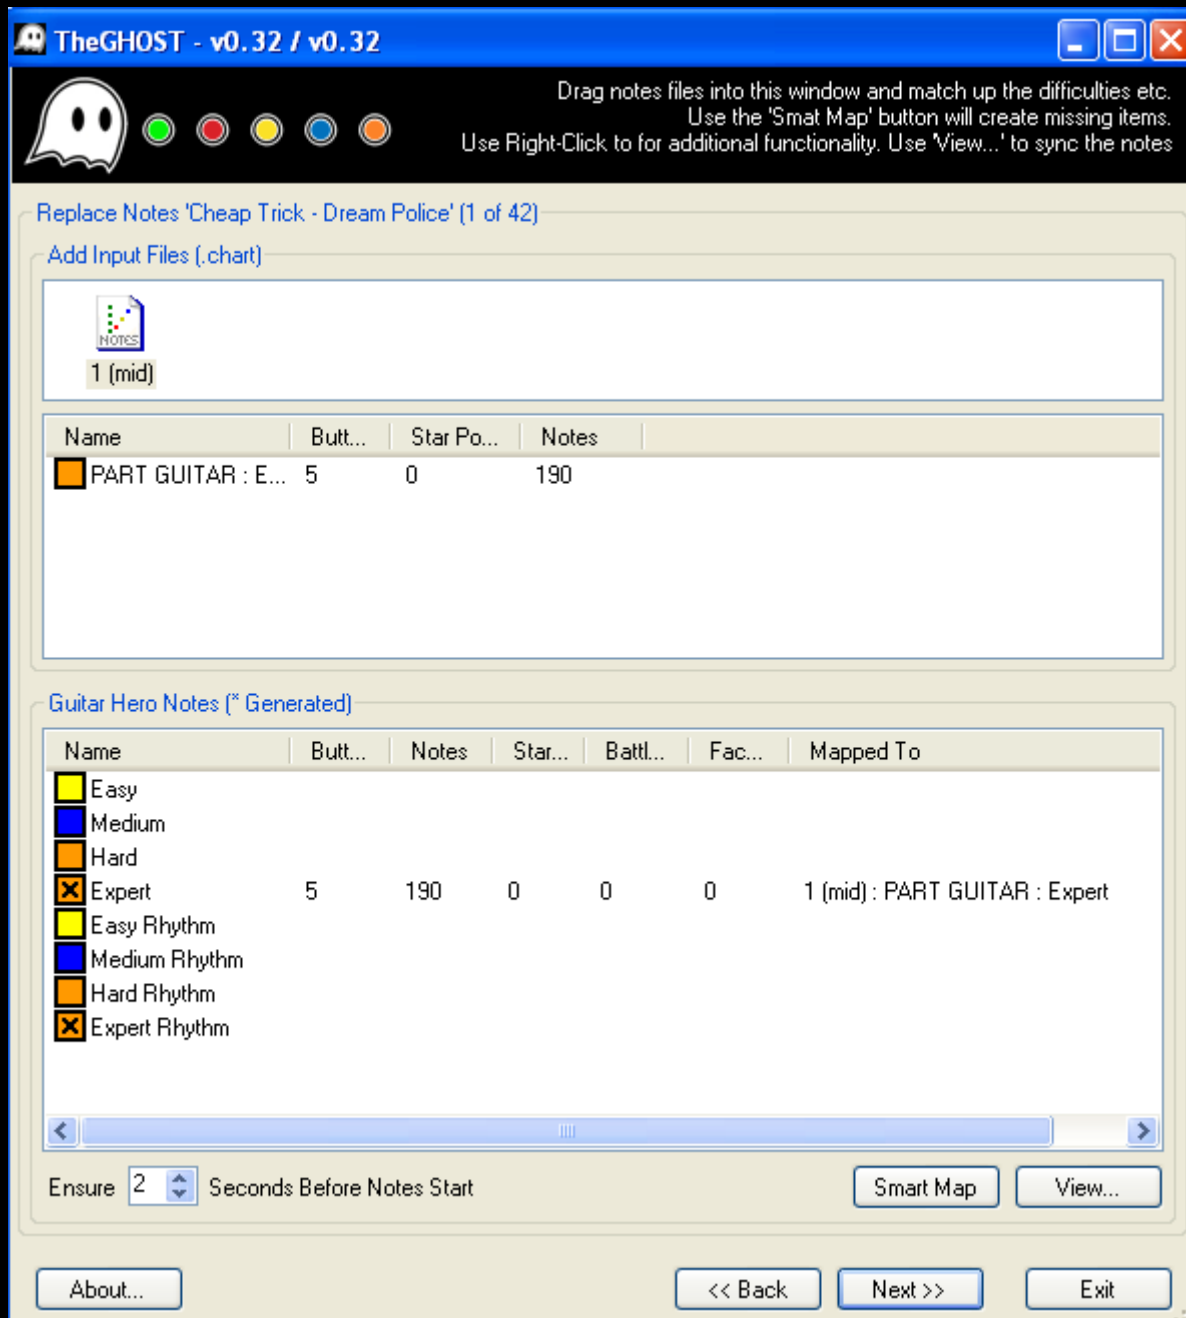 TheGHOST - v0.32 / v0.32
Drag notes files into this window and match up the difficulties etc.
Use the 'Smat Map' button will create missing items.
Use Right-Click to for additional functionality. Use 'View...' to sync the notes
Replace Notes 'Cheap Trick - Dream Police' (1 of 42)
Add Input Files (.chart)
NOTES
1 (mid)
Name Butt... Star Po... Notes
PART GUITAR : E... 5 0 190
Guitar Hero Notes (* Generated)
Name Butt... Notes Star... Battl... Fac... Mapped To
Easy
Medium
Hard
Expert 5 190 0 0 0 1 (mid) : PART GUITAR : Expert
Easy Rhythm
Medium Rhythm
Hard Rhythm
Expert Rhythm
Ensure 2 Seconds Before Notes Start Smart Map View...
About... << Back Next >> Exit